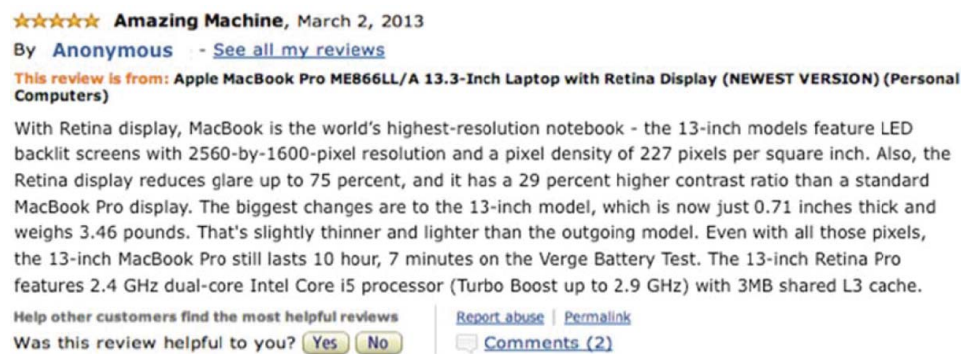 Amazing Machine, March 2, 2013
By Anonymous - See all my reviews
This review is from: Apple MacBook Pro ME866LL/A 13.3-Inch Laptop with Retina Display (NEWEST VERSION) (Personal
Computers)
With Retina display, MacBook is the world's highest-resolution notebook - the 13-inch models feature LED
backlit screens with 2560-by-1600-pixel resolution and a pixel density of 227 pixels per square inch. Also, the
Retina display reduces glare up to 75 percent, and it has a 29 percent higher contrast ratio than a standard
MacBook Pro display. The biggest changes are to the 13-inch model, which is now just 0.71 inches thick and
weighs 3.46 pounds. That's slightly thinner and lighter than the outgoing model. Even with all those pixels,
the 13-inch MacBook Pro still lasts 10 hour, 7 minutes on the Verge Battery Test. The 13-inch Retina Pro
features 2.4 GHz dual-core Intel Core i5 processor (Turbo Boost up to 2.9 GHz) with 3MB shared L3 cache.
Help other customers find the most helpful reviews
Was this review helpful to you? Yes No
Report abuse | Permalink
Comments (2)